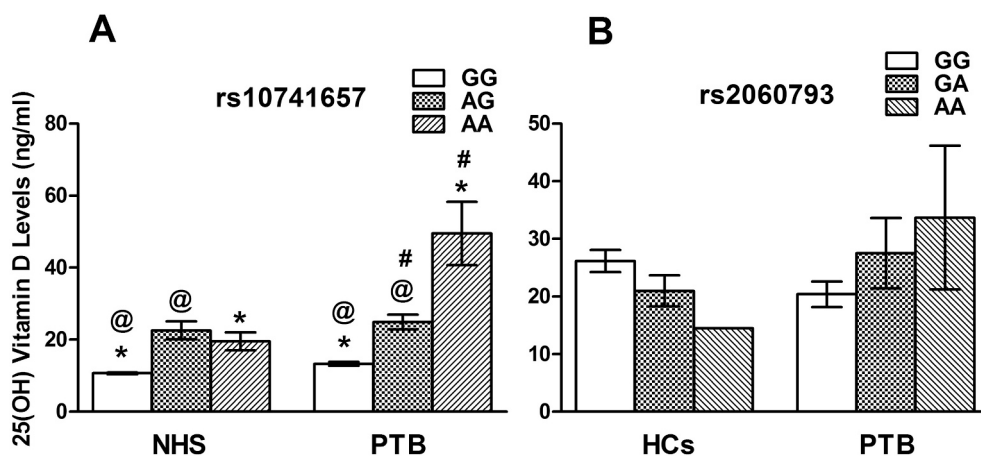 A
rs10741657
GG
AG
AA
25(OH) Vitamin D Levels (ng/ml)
80
60
40
20
0
@
*
@
*
@
*
#
@
#
*
NHS
PTB
B
rs2060793
GG
GA
AA
50
40
30
20
10
0
HCs
PTB